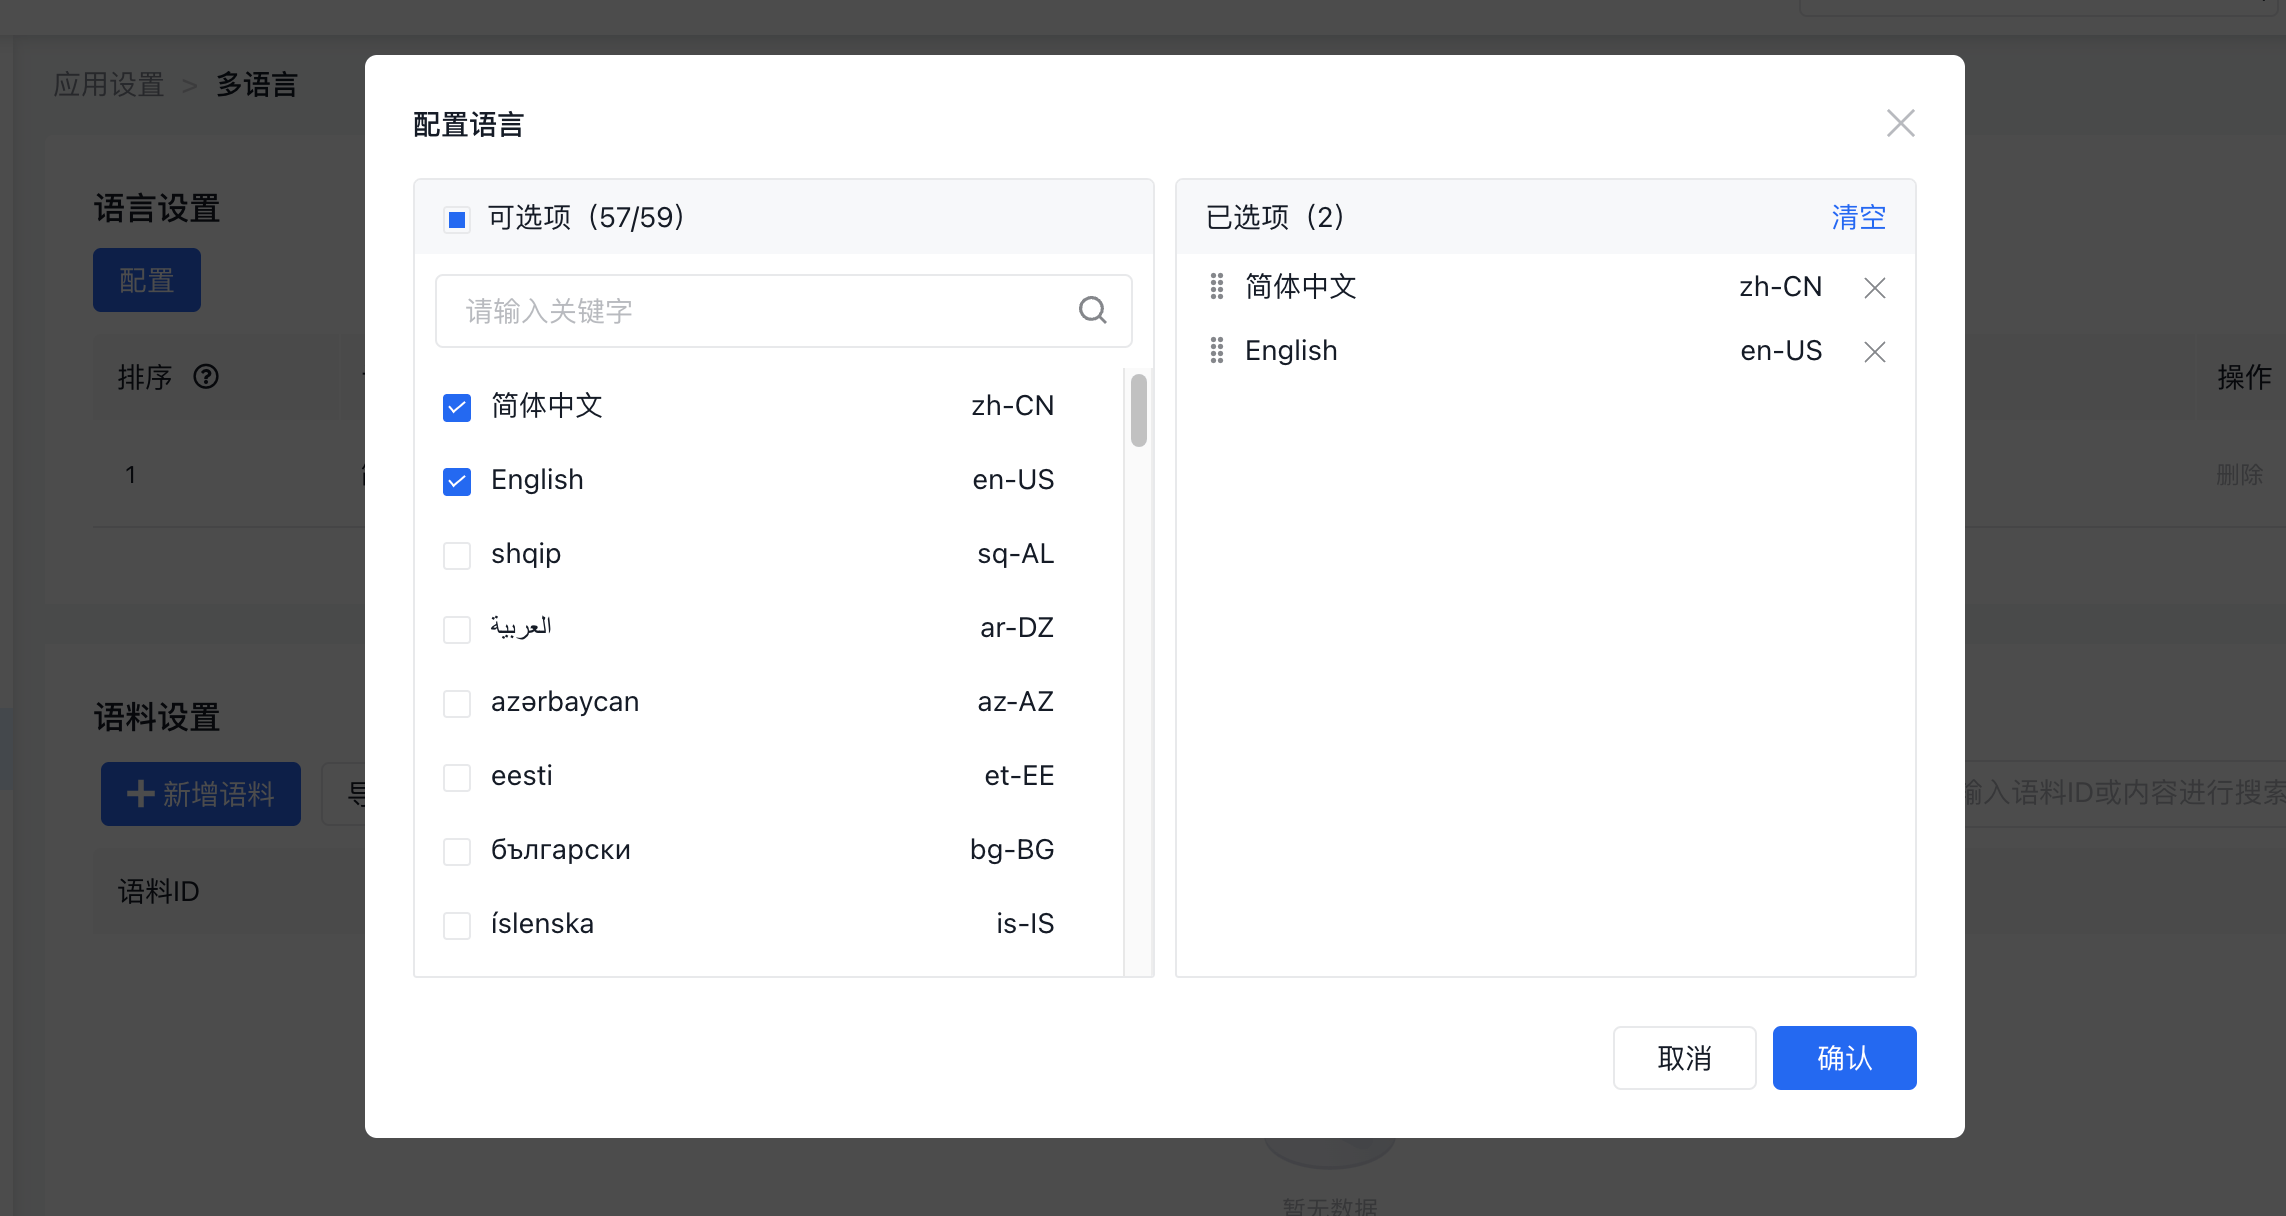 应用设置 > 多语言
语言设置
配置
排序
操作
1
删除
语料设置
新增语料
输入语料ID或内容进行搜索
语料ID
暂无数据
配置语言
可选项（57/59）
请输入关键字
简体中文 zh-CN
English en-US
shqip sq-AL
العربية ar-DZ
azərbaycan az-AZ
eesti et-EE
български bg-BG
íslenska is-IS
已选项（2） 清空
简体中文 zh-CN
English en-US
取消 确认